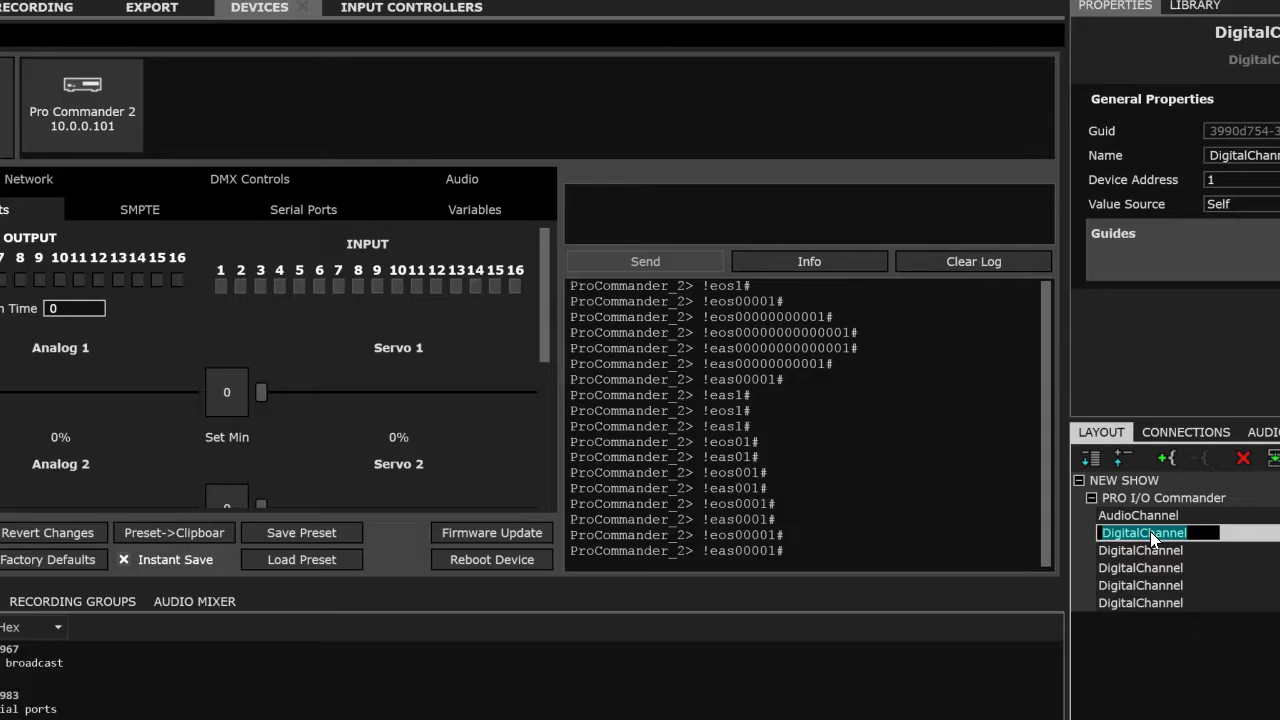 RECORDING EXPORT DEVICES INPUT CONTROLLERS
Pro Commander 2
10.0.0.101
Network DMX Controls Audio
ts SMPTE Serial Ports Variables
OUTPUT
7 8 9 10 11 12 13 14 15 16
n Time 0
INPUT
1 2 3 4 5 6 7 8 9 10 11 12 13 14 15 16
Analog 1 Servo 1
0
0% Set Min 0%
Analog 2 Servo 2
Revert Changes Preset->Clipboar Save Preset Firmware Update
Factory Defaults Instant Save Load Preset Reboot Device
Send Info Clear Log
ProCommander_2> !eos1#
ProCommander_2> !eos00001#
ProCommander_2> !eos00000000001#
ProCommander_2> !eos00000000000001#
ProCommander_2> !eas00000000000001#
ProCommander_2> !eas00000000001#
ProCommander_2> !eas00001#
ProCommander_2> !eas1#
ProCommander_2> !eos1#
ProCommander_2> !eas1#
ProCommander_2> !eos01#
ProCommander_2> !eas01#
ProCommander_2> !eos001#
ProCommander_2> !eas001#
ProCommander_2> !eos0001#
ProCommander_2> !eas0001#
ProCommander_2> !eos00001#
ProCommander_2> !eas00001#
RECORDING GROUPS AUDIO MIXER
Hex
967
broadcast
983
ial ports
PROPERTIES LIBRARY
DigitalC
DigitalC
General Properties
Guid 3990d754-3
Name DigitalChann
Device Address 1
Value Source Self
Guides
LAYOUT CONNECTIONS AUDIO
NEW SHOW
PRO I/O Commander
AudioChannel
DigitalChannel
DigitalChannel
DigitalChannel
DigitalChannel
DigitalChannel